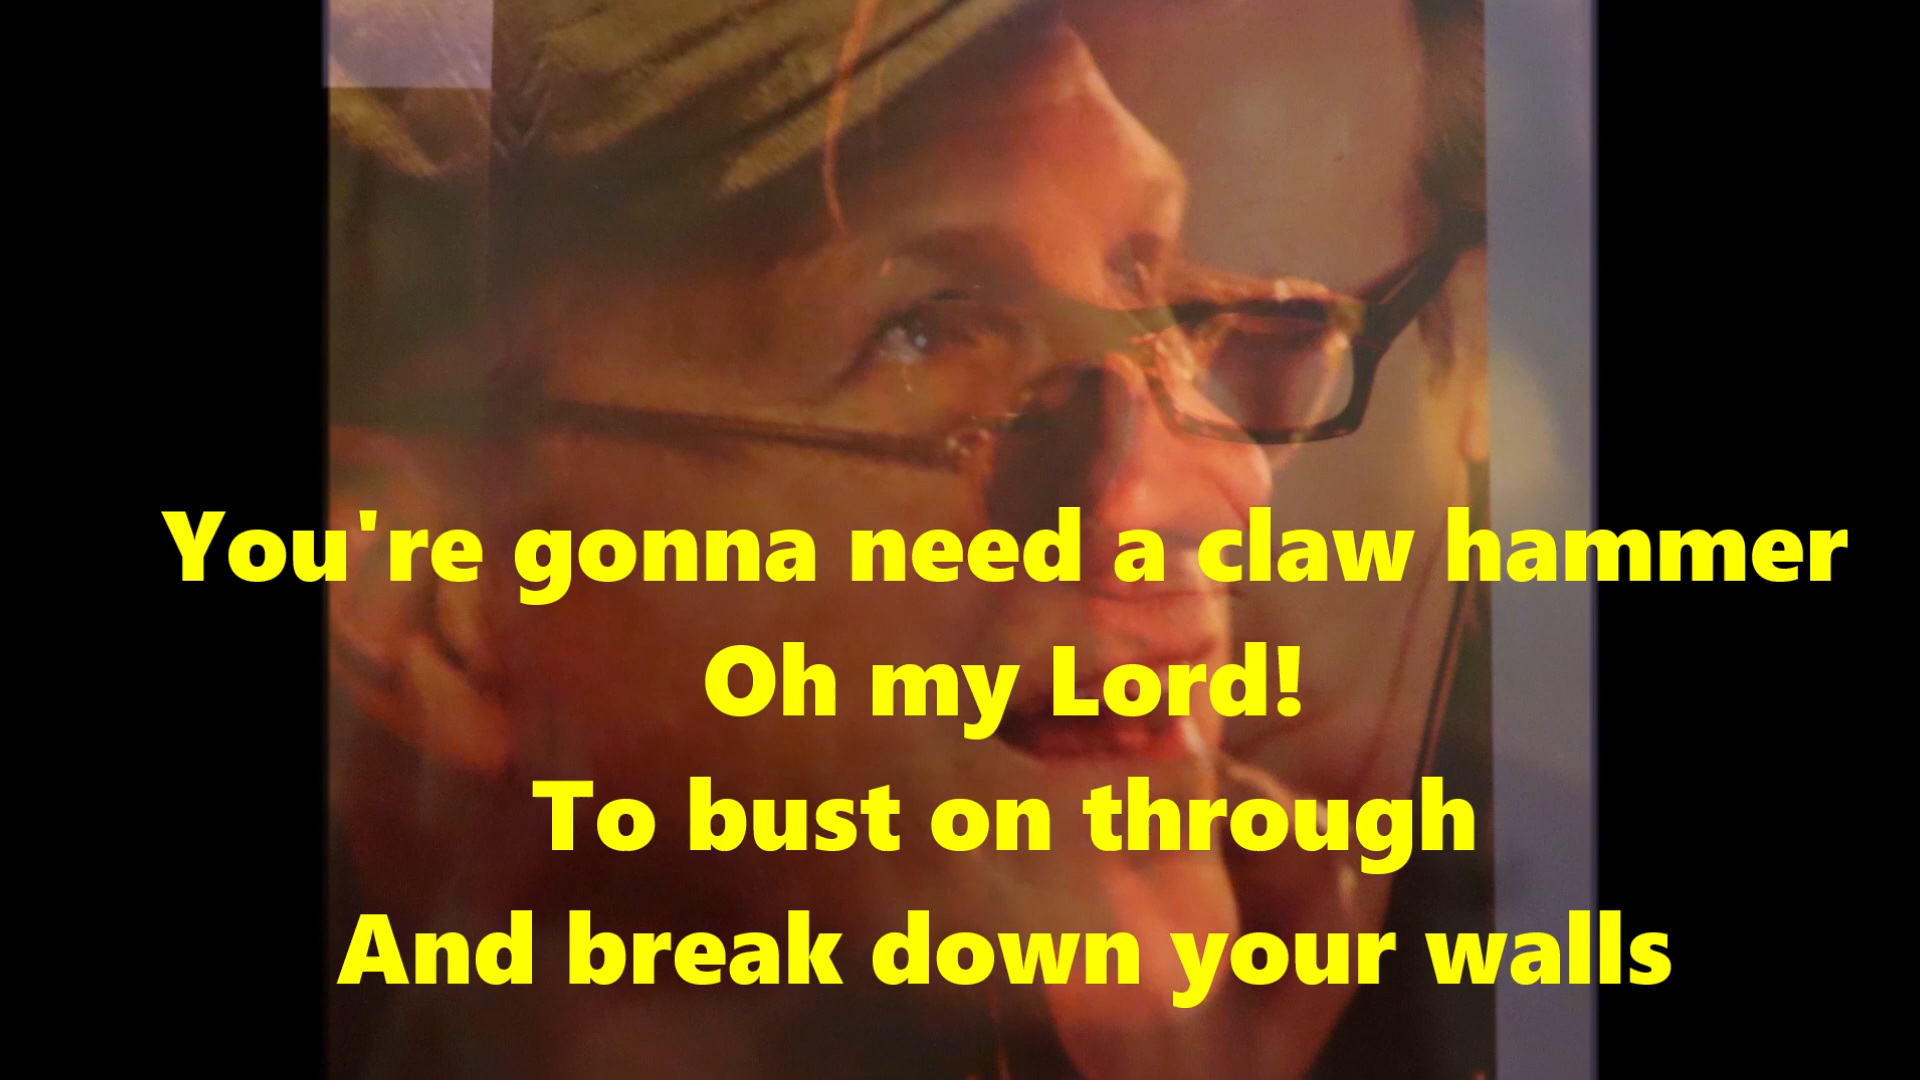 You're gonna need a claw hammer
Oh my Lord!
To bust on through
And break down your walls